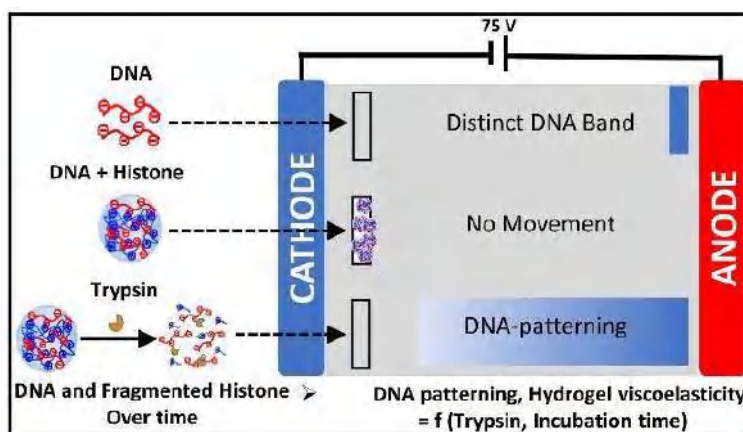 75 V
DNA
Distinct DNA Band
DNA + Histone
CATHODE
No Movement
ANODE
Trypsin
DNA-patterning
DNA and Fragmented Histone
Over time
DNA patterning, Hydrogel viscoelasticity
= f (Trypsin, Incubation time)